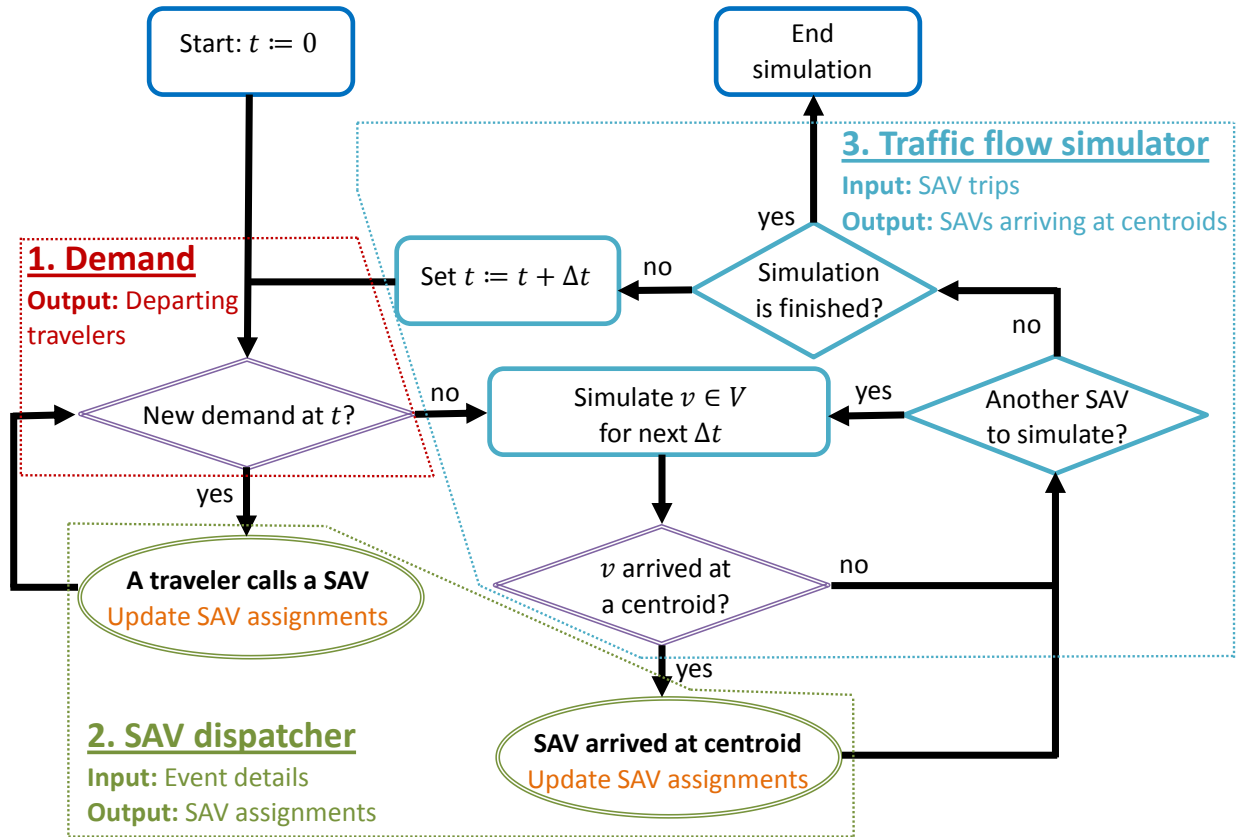 Start: t ≔ 0
End
simulation
3. Traffic flow simulator
Input: SAV trips
Output: SAVs arriving at centroids
yes
1. Demand
Output: Departing
travelers
Set t ≔ t + Δt
no
Simulation
is finished?
no
New demand at t?
no
Simulate v ∈ V
for next Δt
yes
Another SAV
to simulate?
yes
A traveler calls a SAV
Update SAV assignments
v arrived at
a centroid?
no
yes
2. SAV dispatcher
Input: Event details
Output: SAV assignments
SAV arrived at centroid
Update SAV assignments